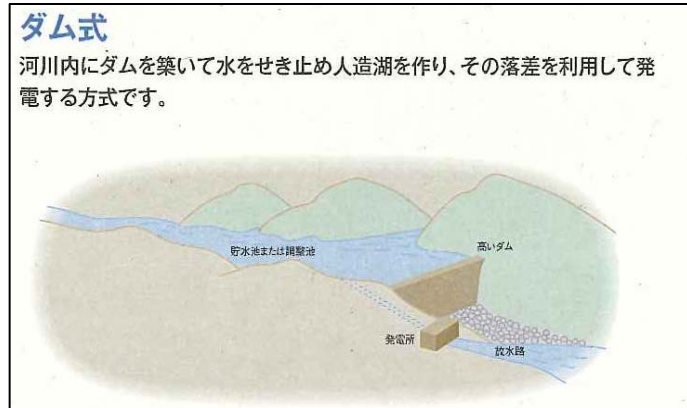 ダム式
河川内にダムを築いて水をせき止め人造湖を作り、その落差を利用して発
電する方式です。
貯水池または調整池
高いダム
発電所
放水路